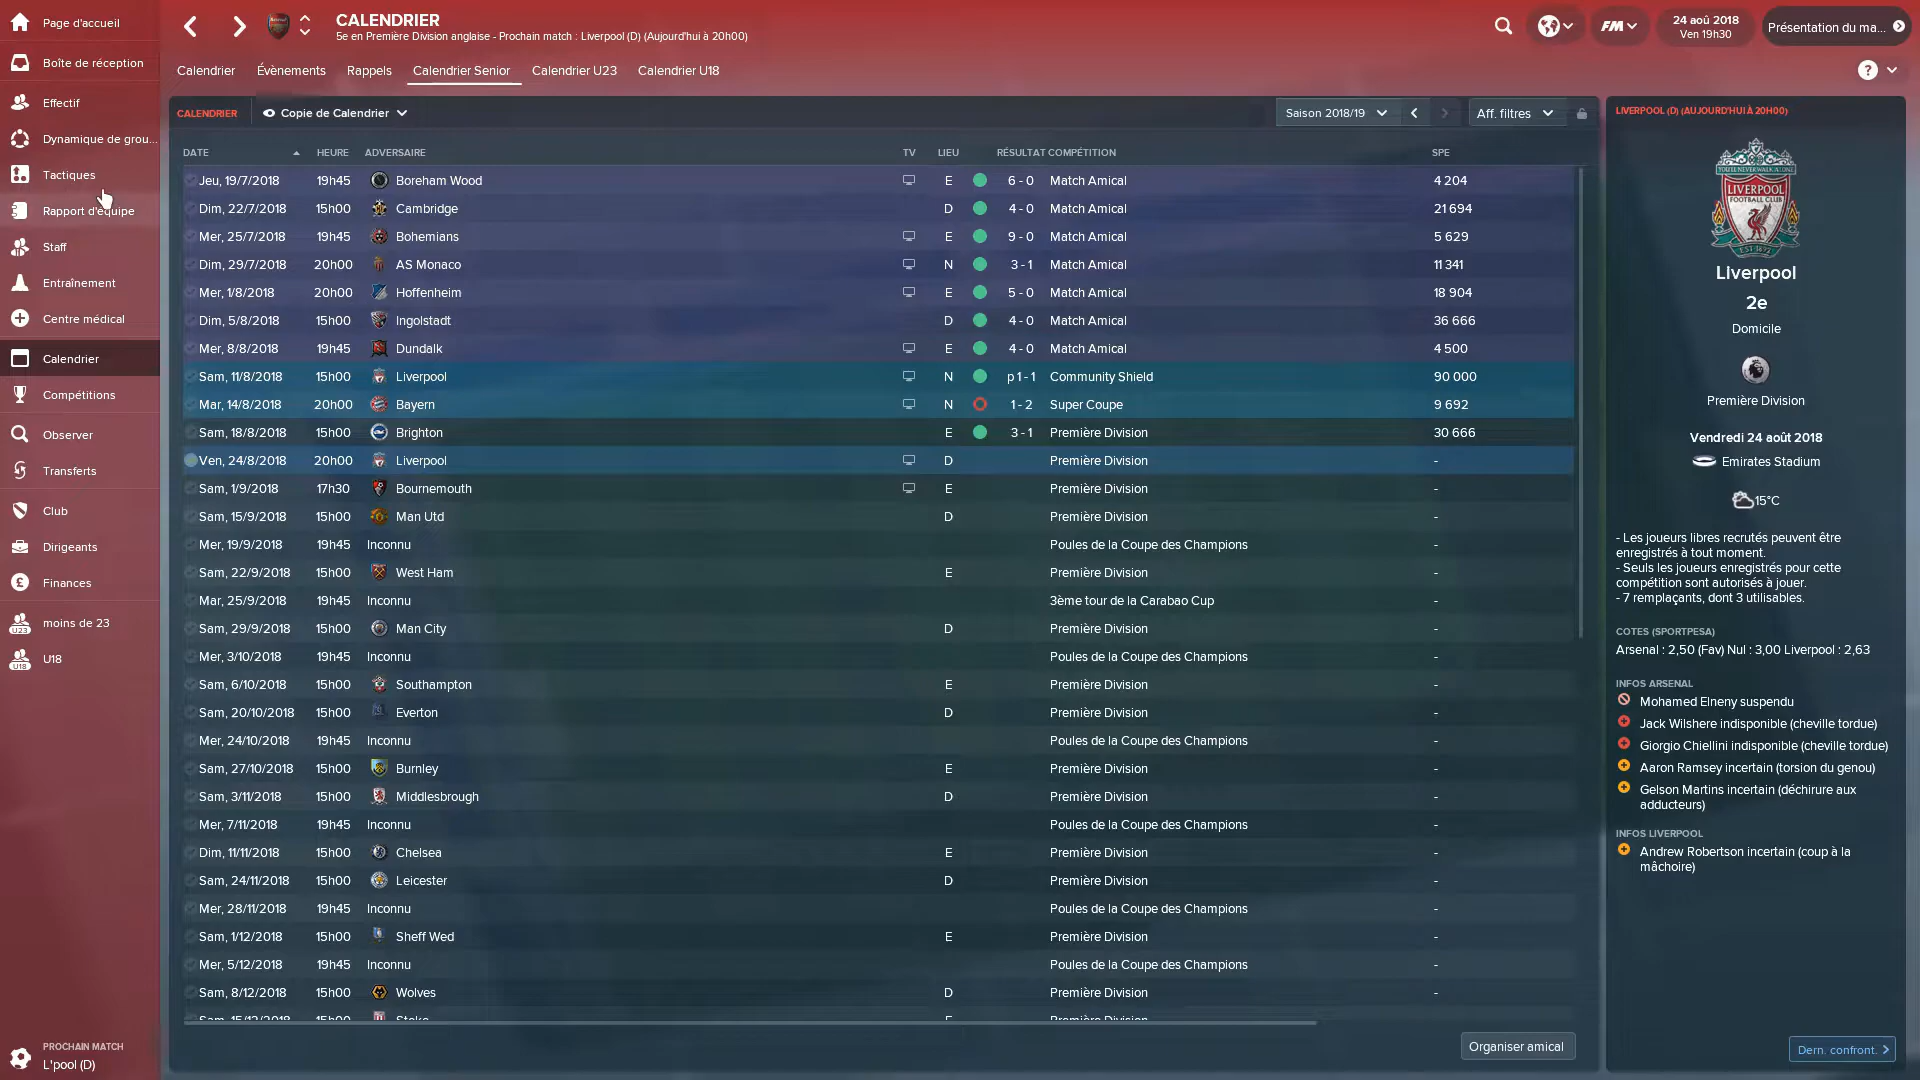 Page d'accueil
Boîte de réception
Effectif
Dynamique de grou...
Tactiques
Rapport d'équipe
Staff
Entraînement
Centre médical
Calendrier
Compétitions
Observer
Transferts
Club
Dirigeants
Finances
moins de 23
U18
PROCHAIN MATCH
L'pool (D)
CALENDRIER
5e en Première Division anglaise - Prochain match : Liverpool (D) (Aujourd'hui à 20h00)
FM
24 aoû 2018
Ven 19h30
Présentation du ma...
Calendrier Évènements Rappels Calendrier Senior Calendrier U23 Calendrier U18
CALENDRIER Copie de Calendrier Saison 2018/19 Aff. filtres
DATE HEURE ADVERSAIRE TV LIEU RÉSULTAT COMPÉTITION SPE
Jeu, 19/7/2018 19h45 Boreham Wood E 6 - 0 Match Amical 4 204
Dim, 22/7/2018 15h00 Cambridge D 4 - 0 Match Amical 21 694
Mer, 25/7/2018 19h45 Bohemians E 9 - 0 Match Amical 5 629
Dim, 29/7/2018 20h00 AS Monaco N 3 - 1 Match Amical 11 341
Mer, 1/8/2018 20h00 Hoffenheim E 5 - 0 Match Amical 18 904
Dim, 5/8/2018 15h00 Ingolstadt D 4 - 0 Match Amical 36 666
Mer, 8/8/2018 19h45 Dundalk E 4 - 0 Match Amical 4 500
Sam, 11/8/2018 15h00 Liverpool N p 1 - 1 Community Shield 90 000
Mar, 14/8/2018 20h00 Bayern N 1 - 2 Super Coupe 9 692
Sam, 18/8/2018 15h00 Brighton E 3 - 1 Première Division 30 666
Ven, 24/8/2018 20h00 Liverpool D Première Division -
Sam, 1/9/2018 17h30 Bournemouth E Première Division -
Sam, 15/9/2018 15h00 Man Utd D Première Division -
Mer, 19/9/2018 19h45 Inconnu Poules de la Coupe des Champions -
Sam, 22/9/2018 15h00 West Ham E Première Division -
Mar, 25/9/2018 19h45 Inconnu 3ème tour de la Carabao Cup -
Sam, 29/9/2018 15h00 Man City D Première Division -
Mer, 3/10/2018 19h45 Inconnu Poules de la Coupe des Champions -
Sam, 6/10/2018 15h00 Southampton E Première Division -
Sam, 20/10/2018 15h00 Everton D Première Division -
Mer, 24/10/2018 19h45 Inconnu Poules de la Coupe des Champions -
Sam, 27/10/2018 15h00 Burnley E Première Division -
Sam, 3/11/2018 15h00 Middlesbrough D Première Division -
Mer, 7/11/2018 19h45 Inconnu Poules de la Coupe des Champions -
Dim, 11/11/2018 15h00 Chelsea E Première Division -
Sam, 24/11/2018 15h00 Leicester D Première Division -
Mer, 28/11/2018 19h45 Inconnu Poules de la Coupe des Champions -
Sam, 1/12/2018 15h00 Sheff Wed E Première Division -
Mer, 5/12/2018 19h45 Inconnu Poules de la Coupe des Champions -
Sam, 8/12/2018 15h00 Wolves D Première Division -
Sam, 15/12/2018 15h00 Stoke E Première Division
Organiser amical
LIVERPOOL (D) (AUJOURD'HUI À 20H00)
YOU'LL NEVER WALK ALONE
LIVERPOOL
FOOTBALL CLUB
EST·1892
Liverpool
2e
Domicile
Première Division
Vendredi 24 août 2018
Emirates Stadium
15°C
- Les joueurs libres recrutés peuvent être
enregistrés à tout moment.
- Seuls les joueurs enregistrés pour cette
compétition sont autorisés à jouer.
- 7 remplaçants, dont 3 utilisables.
COTES (SPORTPESA)
Arsenal : 2,50 (Fav) Nul : 3,00 Liverpool : 2,63
INFOS ARSENAL
Mohamed Elneny suspendu
Jack Wilshere indisponible (cheville tordue)
Giorgio Chiellini indisponible (cheville tordue)
Aaron Ramsey incertain (torsion du genou)
Gelson Martins incertain (déchirure aux
adducteurs)
INFOS LIVERPOOL
Andrew Robertson incertain (coup à la
mâchoire)
Dern. confront.